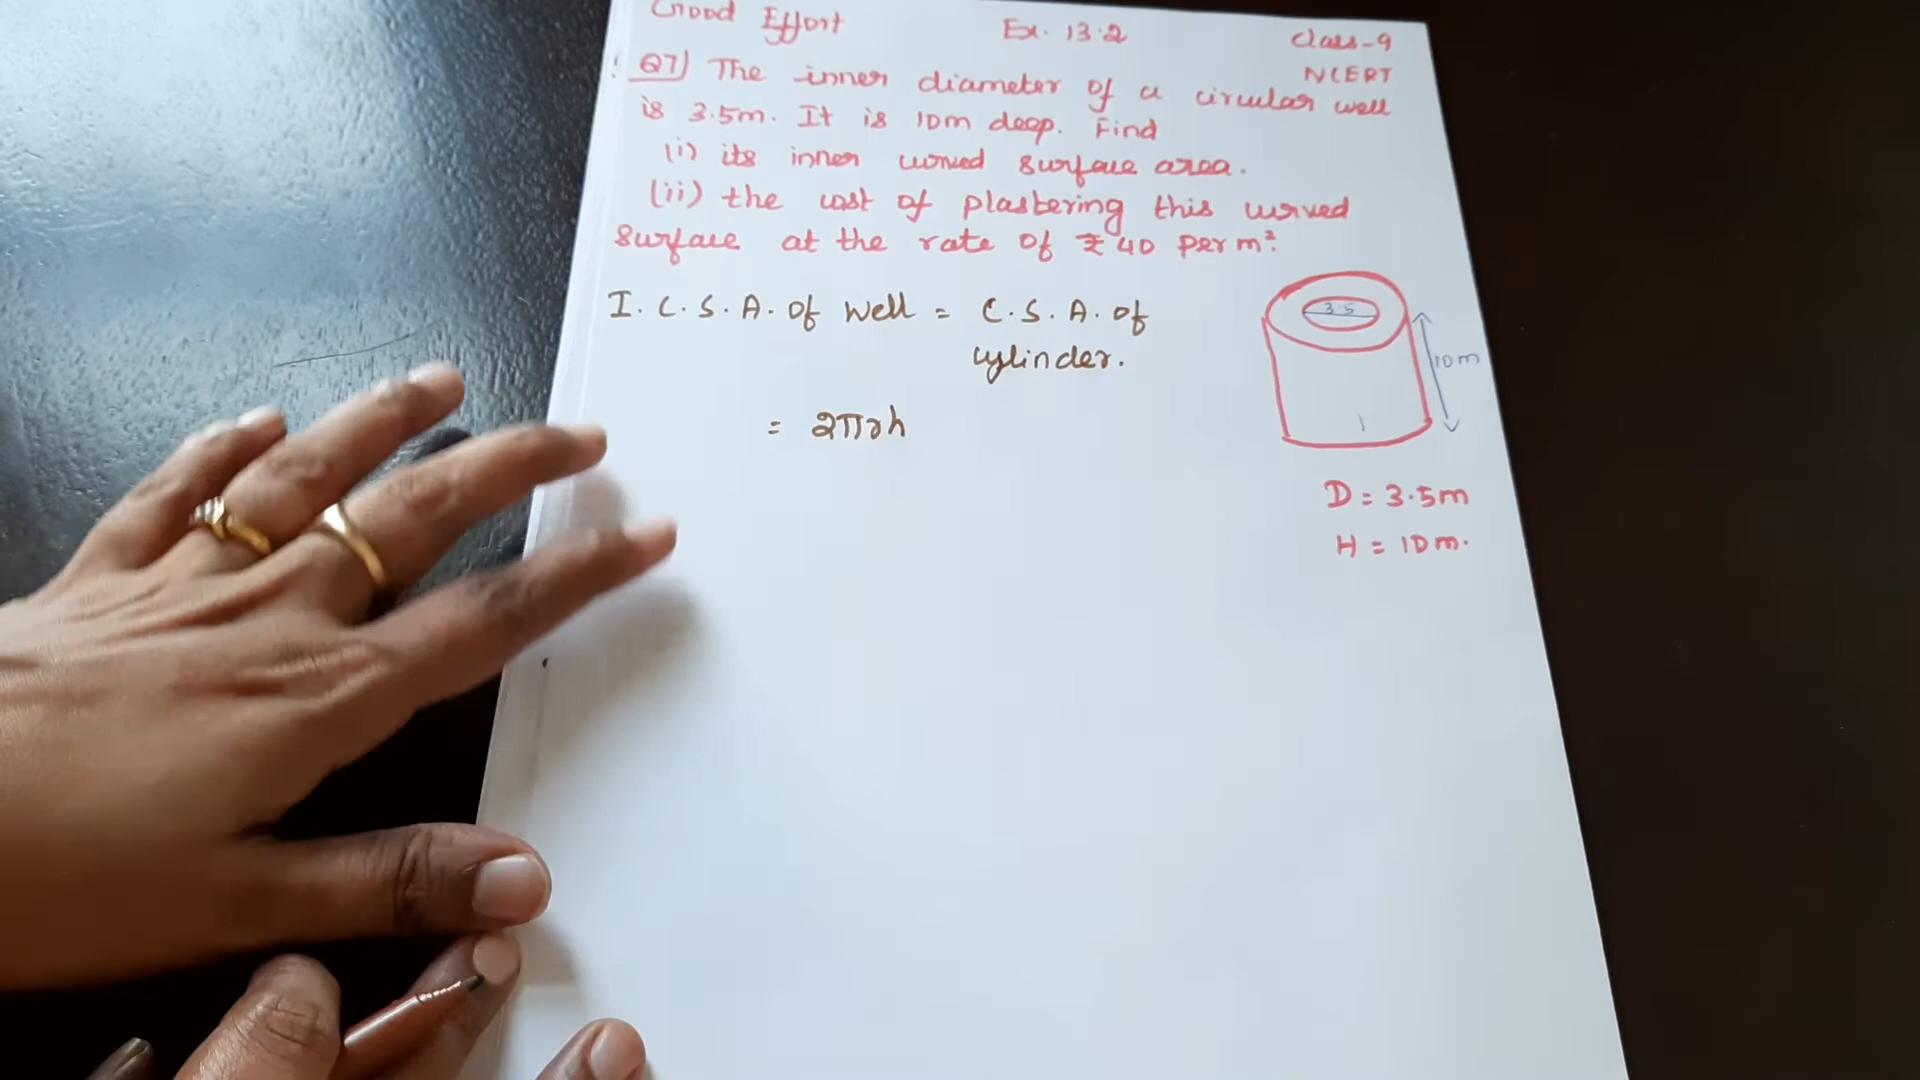 Good Effort Ex. 13.2 Class-9
NCERT
Q7) The inner diameter of a circular well
is 3.5m. It is 10m deep. Find
(i) its inner curved surface area.
(ii) the cost of plastering this curved
surface at the rate of ₹ 40 per m².
I.C.S.A. of well = C.S.A. of
cylinder.
= 2πrh
3.5
10m
D = 3.5m
H = 10m.